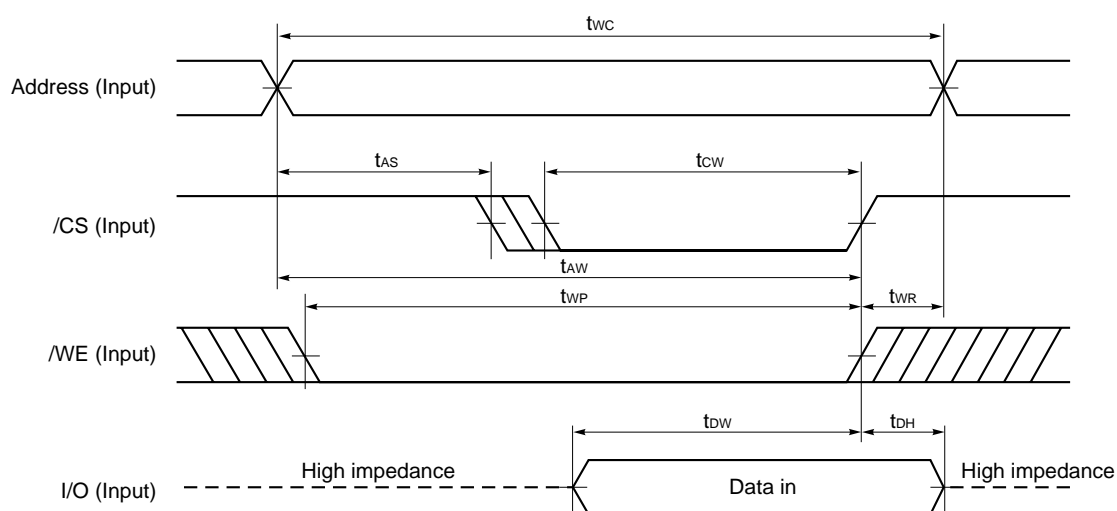 tWC
Address (Input)
tAS
tCW
/CS (Input)
tAW
tWP
tWR
/WE (Input)
tDW
tDH
High impedance
High impedance
I/O (Input)
Data in